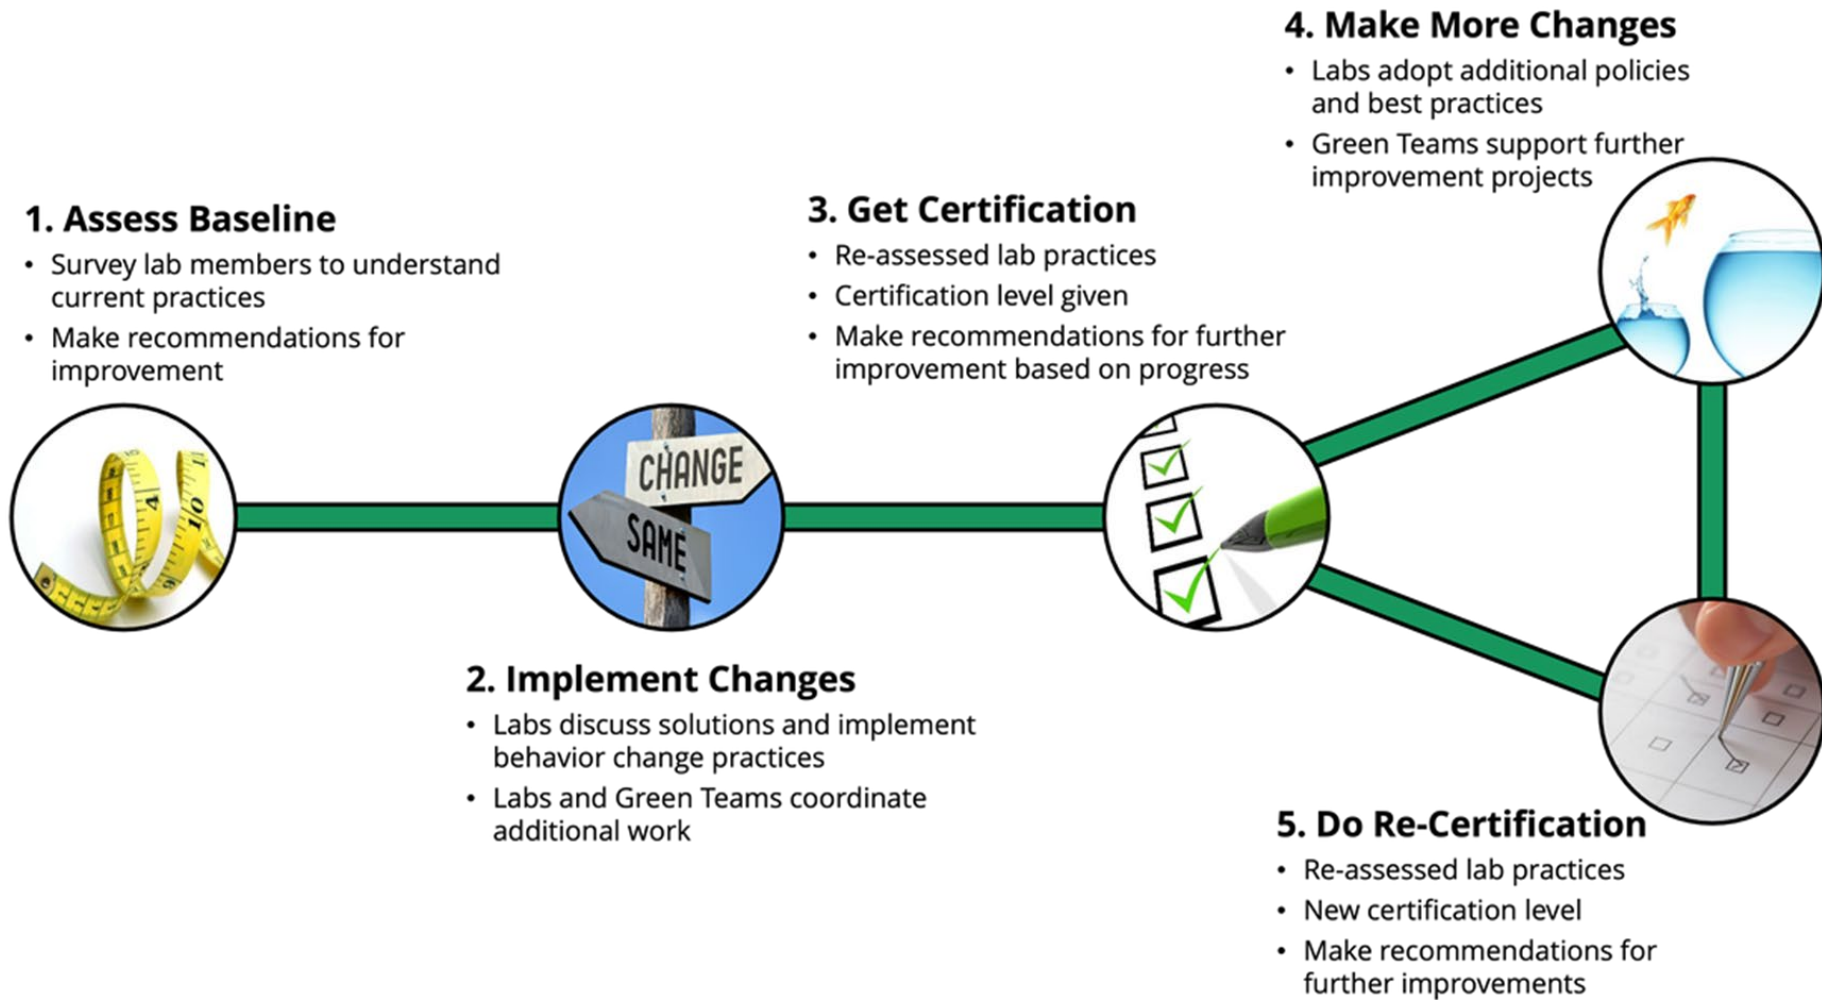 1. Assess Baseline
• Survey lab members to understand
current practices
• Make recommendations for
improvement
2. Implement Changes
• Labs discuss solutions and implement
behavior change practices
• Labs and Green Teams coordinate
additional work
3. Get Certification
• Re-assessed lab practices
• Certification level given
• Make recommendations for further
improvement based on progress
4. Make More Changes
• Labs adopt additional policies
and best practices
• Green Teams support further
improvement projects
5. Do Re-Certification
• Re-assessed lab practices
• New certification level
• Make recommendations for
further improvements
CHANGE
SAME
4
10